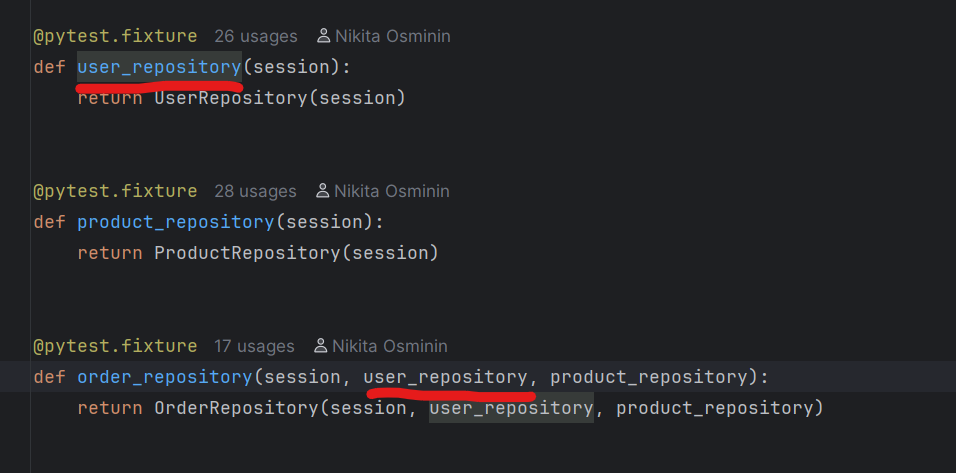 @pytest.fixture 26 usages Nikita Osminin
def user_repository(session):
return UserRepository(session)
@pytest.fixture 28 usages Nikita Osminin
def product_repository(session):
return ProductRepository(session)
@pytest.fixture 17 usages Nikita Osminin
def order_repository(session, user_repository, product_repository):
return OrderRepository(session, user_repository, product_repository)